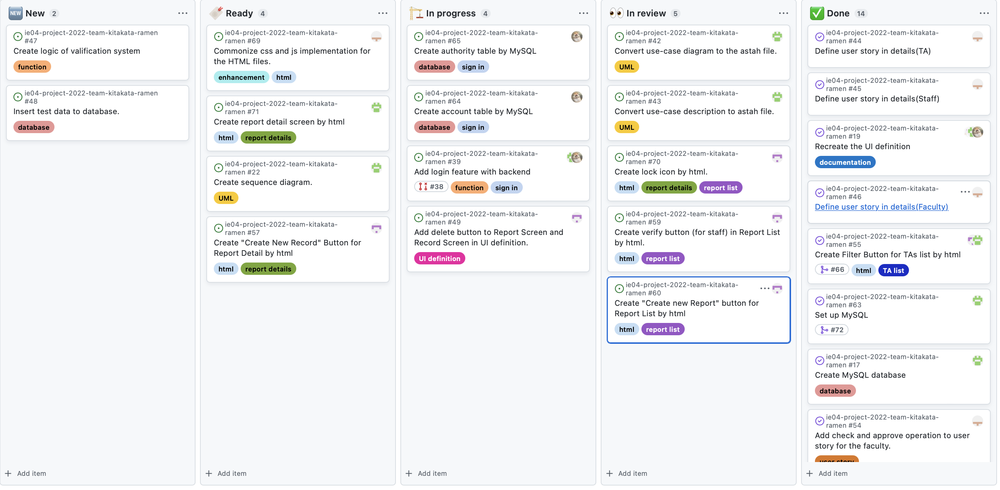 NEW New 2
ie04-project-2022-team-kitakata-ramen
#47
Create logic of valification system
function
ie04-project-2022-team-kitakata-ramen
#48
Insert test data to database.
database
Add item
Ready 4
ie04-project-2022-team-kitakata-
ramen #69
Commonize css and js implementation for
the HTML files.
enhancement html
ie04-project-2022-team-kitakata-
ramen #71
Create report detail screen by html
html report details
ie04-project-2022-team-kitakata-
ramen #22
Create sequence diagram.
UML
ie04-project-2022-team-kitakata-
ramen #57
Create "Create New Record" Button for
Report Detail by html
html report details
Add item
In progress 4
ie04-project-2022-team-kitakata-
ramen #65
Create authority table by MySQL
database sign in
ie04-project-2022-team-kitakata-
ramen #64
Create account table by MySQL
database sign in
ie04-project-2022-team-kitakata-
ramen #39
Add login feature with backend
#38 function sign in
ie04-project-2022-team-kitakata-
ramen #49
Add delete button to Report Screen and
Record Screen in UI definition.
UI definition
Add item
In review 5
ie04-project-2022-team-kitakata-
ramen #42
Convert use-case diagram to the astah file.
UML
ie04-project-2022-team-kitakata-
ramen #43
Convert use-case description to astah file.
UML
ie04-project-2022-team-kitakata-
ramen #70
Create lock icon by html.
html report details report list
ie04-project-2022-team-kitakata-
ramen #59
Create verify button (for staff) in Report List
by html.
html report list
ie04-project-2022-team-kitakata-
ramen #60
Create "Create new Report" button for
Report List by html
html report list
Add item
Done 14
ie04-project-2022-team-kitakata-
ramen #44
Define user story in details(TA)
ie04-project-2022-team-kitakata-
ramen #45
Define user story in details(Staff)
ie04-project-2022-team-kitakata-
ramen #19
Recreate the UI definition
documentation
ie04-project-2022-team-kitakata-
ramen #46
Define user story in details(Faculty)
ie04-project-2022-team-kitakata-
ramen #55
Create Filter Button for TAs list by html
#66 html TA list
ie04-project-2022-team-kitakata-
ramen #63
Set up MySQL
#72
ie04-project-2022-team-kitakata-
ramen #17
Create MySQL database
database
ie04-project-2022-team-kitakata-
ramen #54
Add check and approve operation to user
story for the faculty.
user story
Add item